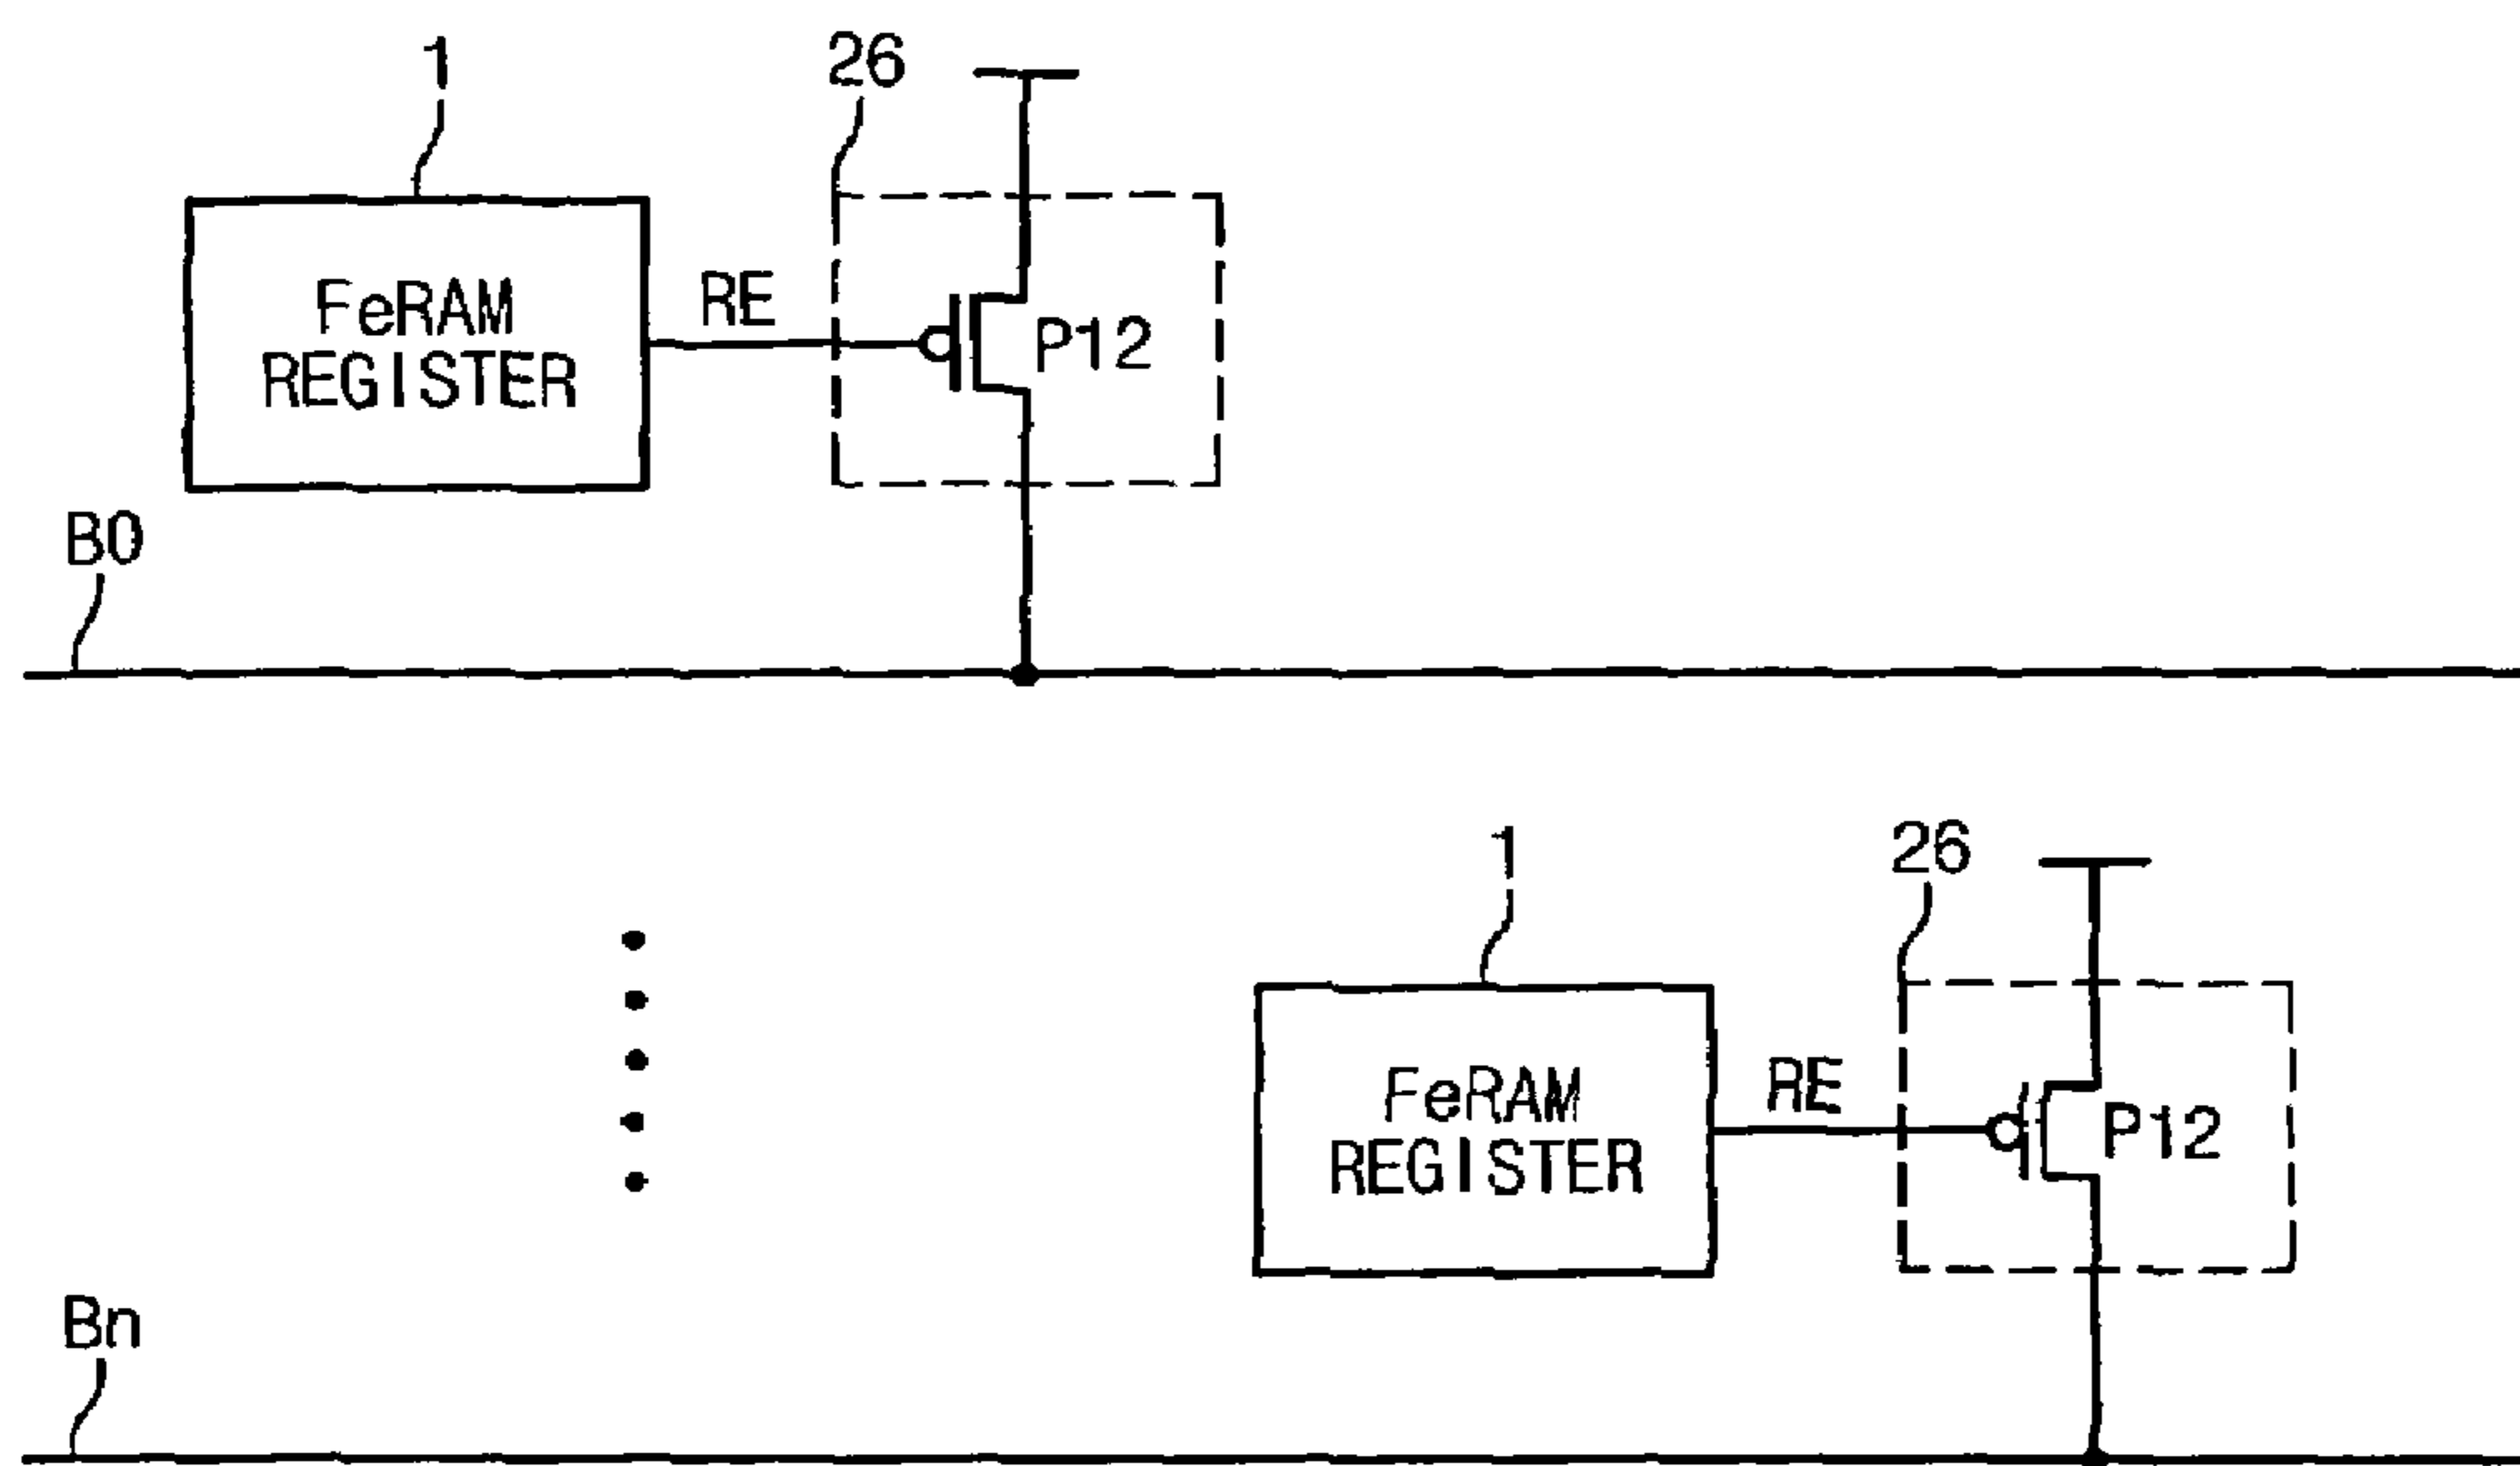 1
26
FeRAM
REGISTER
RE
P12
B0
1
26
FeRAM
REGISTER
RE
P12
Bn